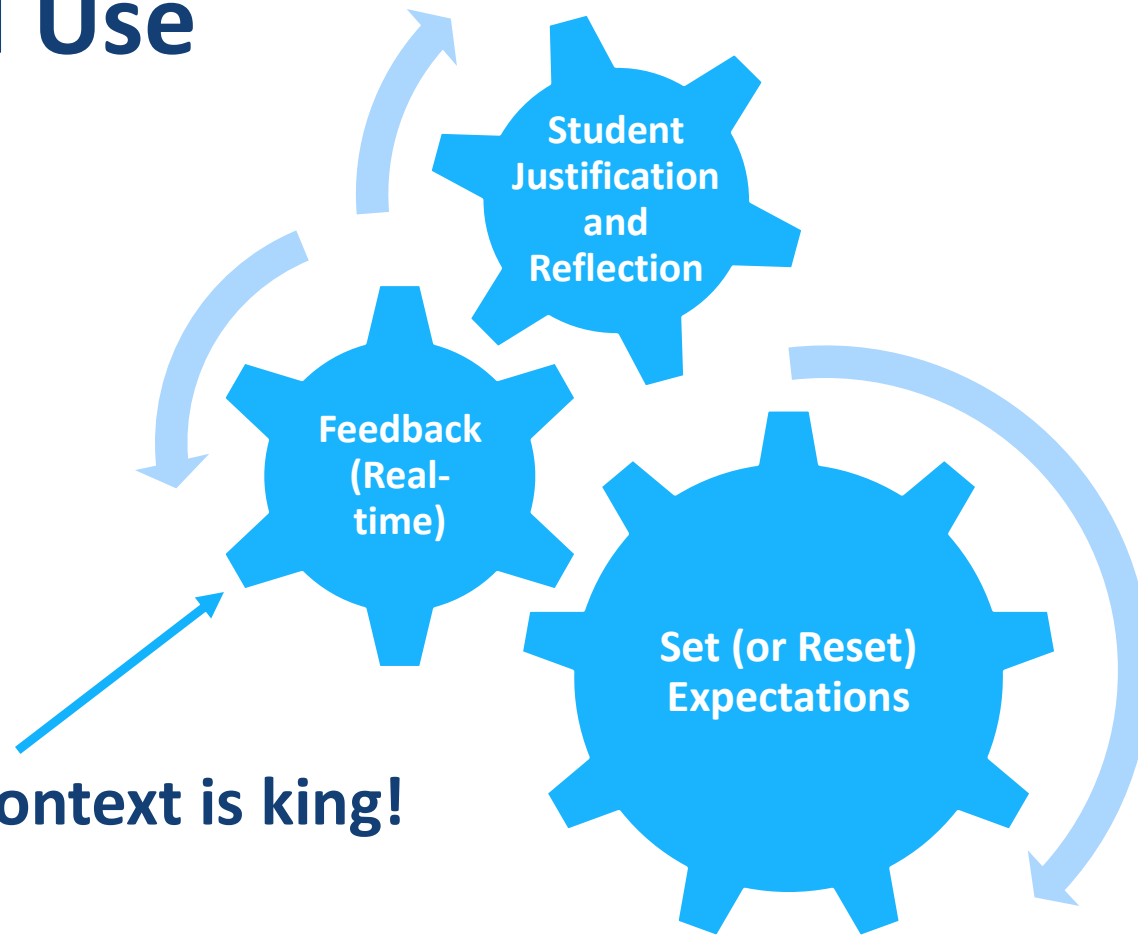 Use
Student
Justification
and
Reflection
Feedback
(Real-
time)
Set (or Reset)
Expectations
ontext is king!